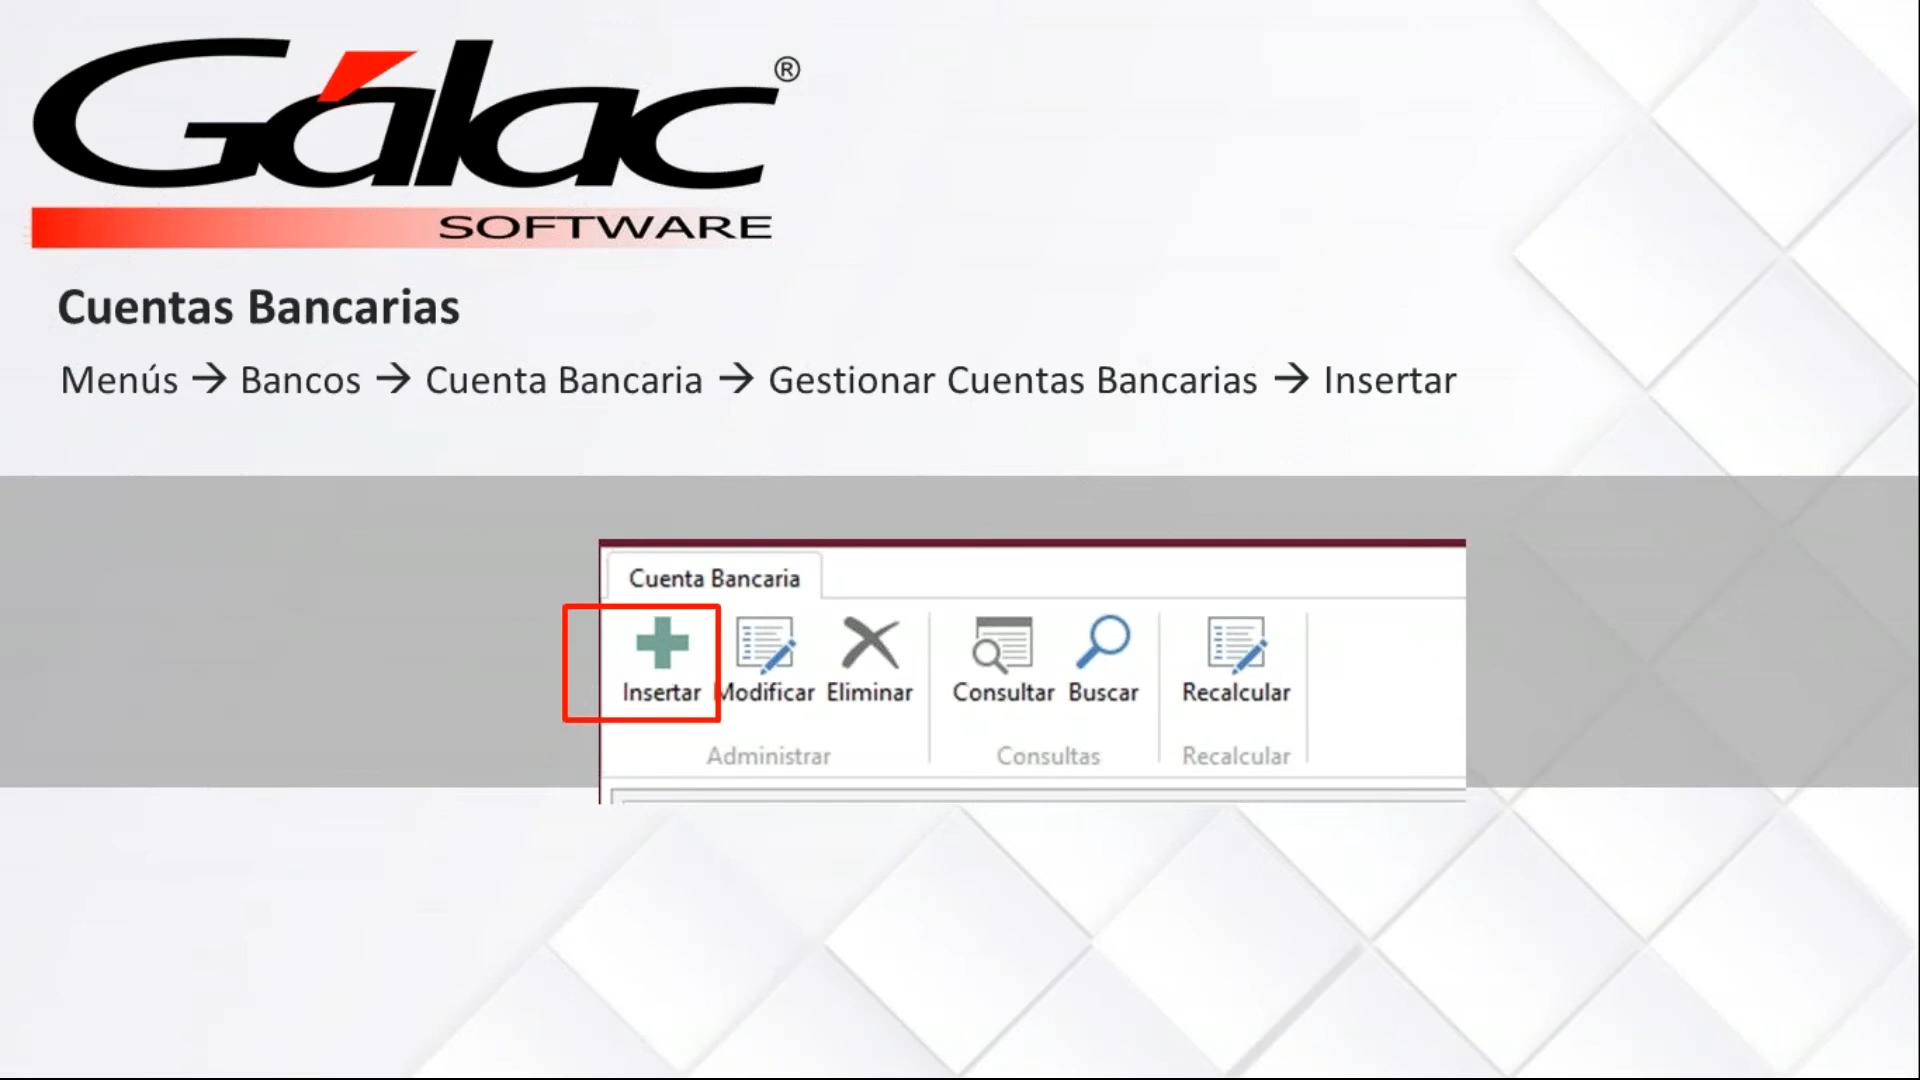 Gálac®
SOFTWARE
Cuentas Bancarias
Menús → Bancos → Cuenta Bancaria → Gestionar Cuentas Bancarias → Insertar
Cuenta Bancaria
Insertar Modificar Eliminar Consultar Buscar Recalcular
Administrar Consultas Recalcular